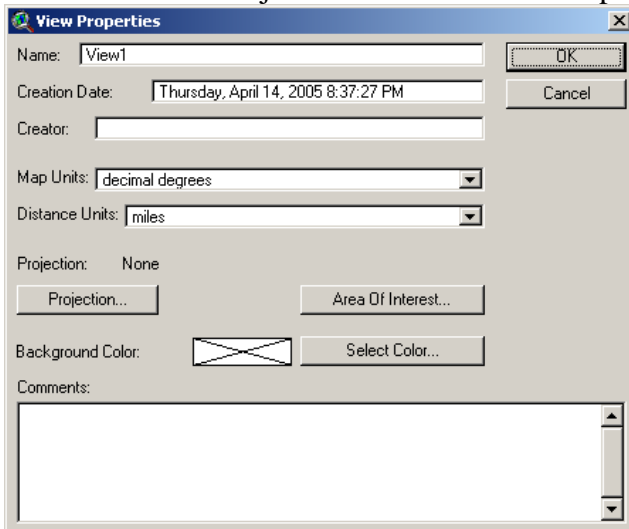 View Properties
Name: View1
OK
Creation Date: Thursday, April 14, 2005 8:37:27 PM
Cancel
Creator:
Map Units: decimal degrees
Distance Units: miles
Projection: None
Projection... Area Of Interest...
Background Color: Select Color...
Comments: